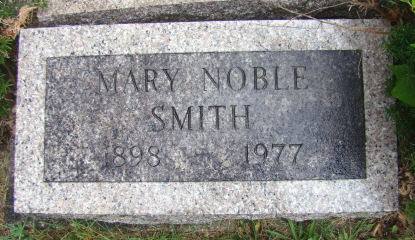 MARY NOBLE
SMITH
1898 - 1977